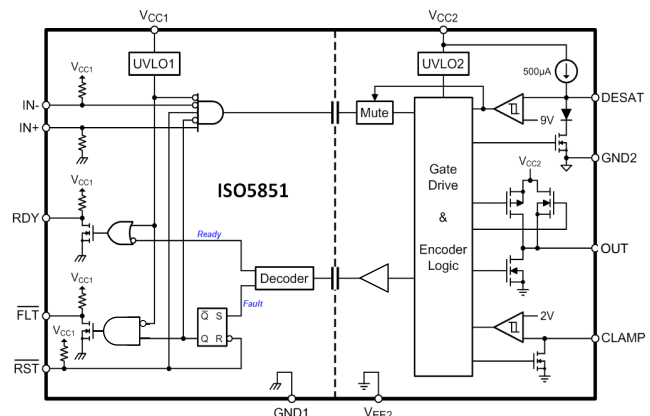 VCC1
VCC2
UVLO1
UVLO2
500µA
VCC1
IN-
IN+
Mute
DESAT
9V
GND2
VCC1
ISO5851
Gate
Drive
&
Encoder
Logic
VCC2
RDY
Ready
OUT
Decoder
VCC1
Fault
FLT
Q S
Q R
2V
VCC1
CLAMP
RST
GND1
VEE2